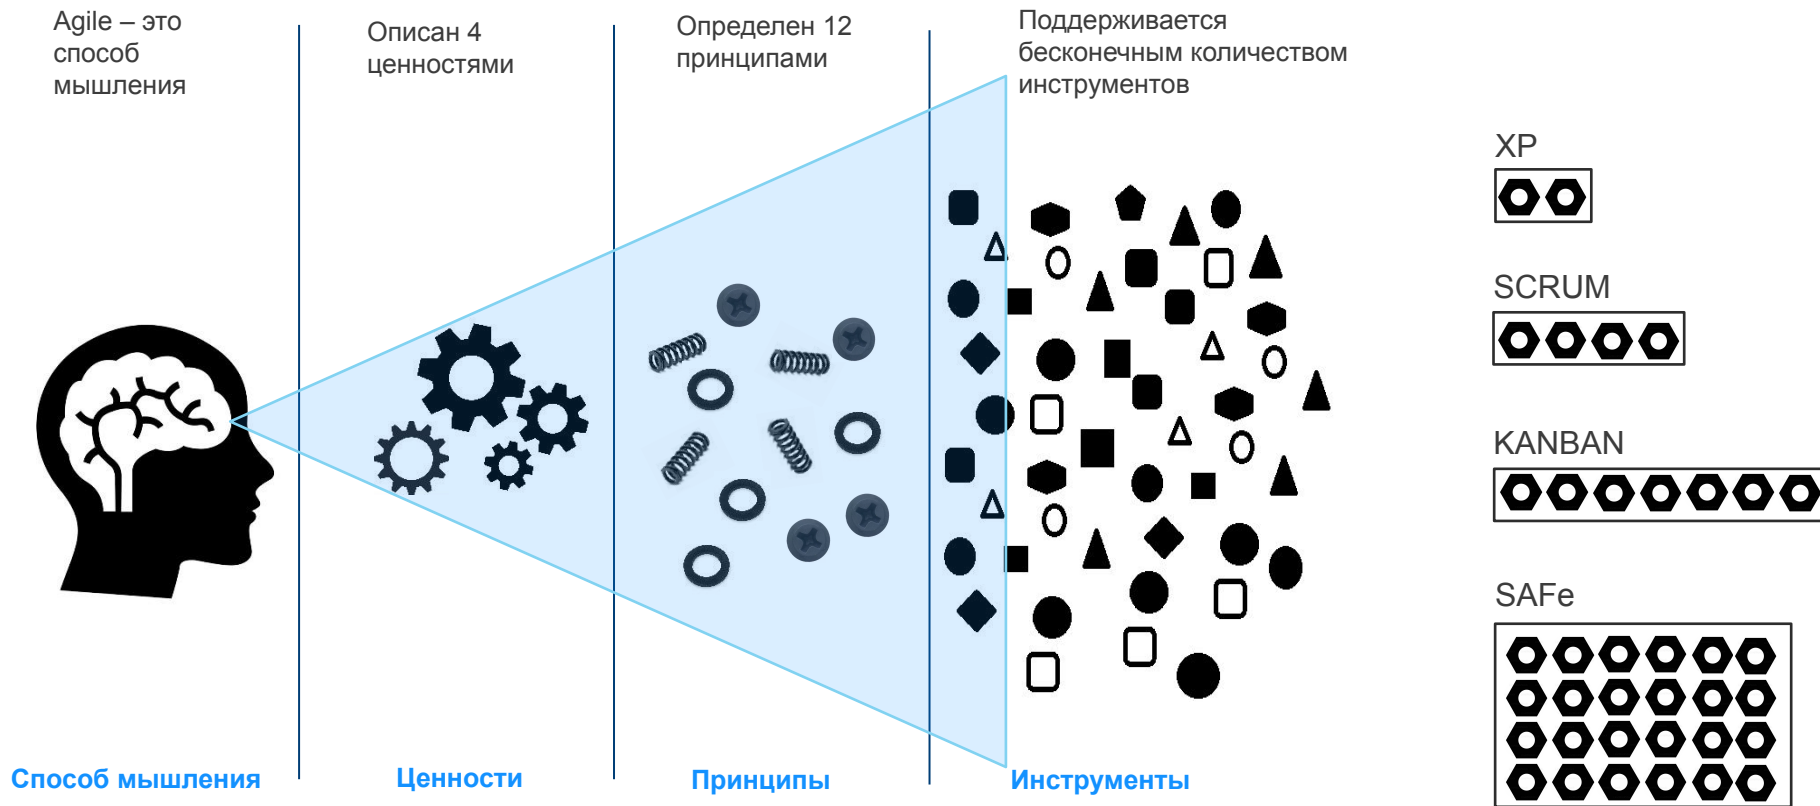 Agile – это
способ
мышления
Описан 4
ценностями
Определен 12
принципами
Поддерживается
бесконечным количеством
инструментов
XP
SCRUM
KANBAN
SAFe
Способ мышления
Ценности
Принципы
Инструменты